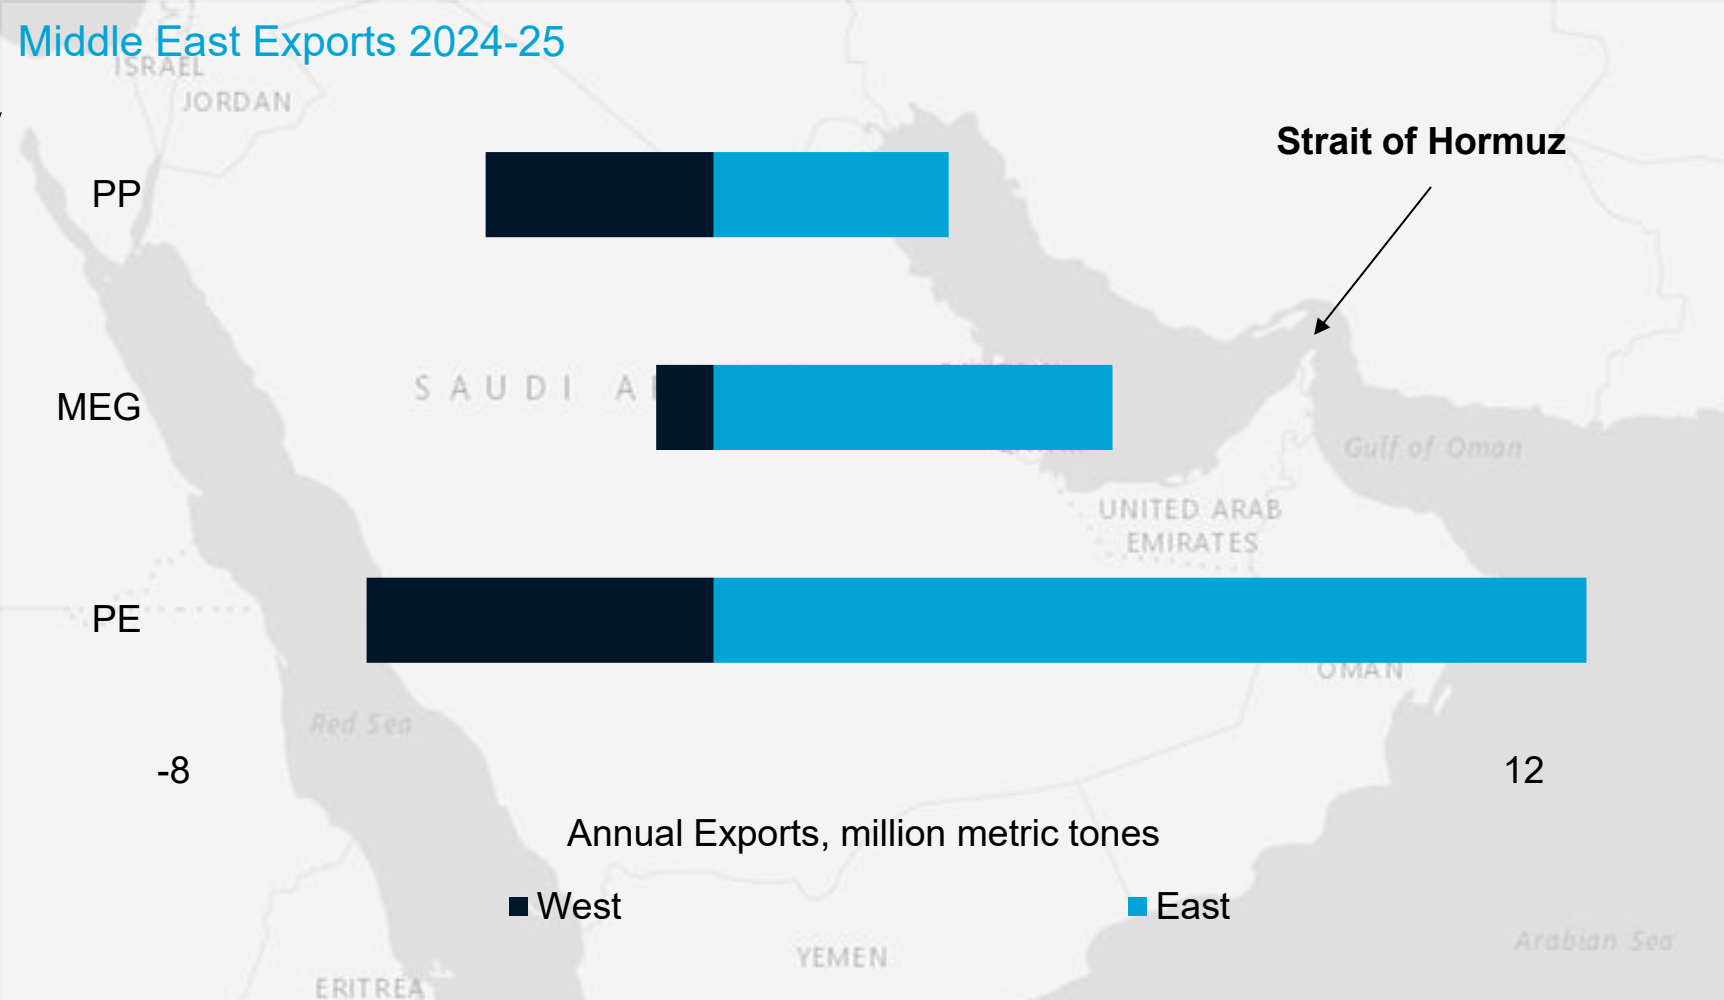 Middle East Exports 2024-25
ISRAEL
JORDAN
Strait of Hormuz
PP
SAUDI A
MEG
Gulf of Oman
UNITED ARAB
EMIRATES
PE
OMAN
Red Sea
-8
12
Annual Exports, million metric tones
West
East
Arabian Sea
YEMEN
ERITREA